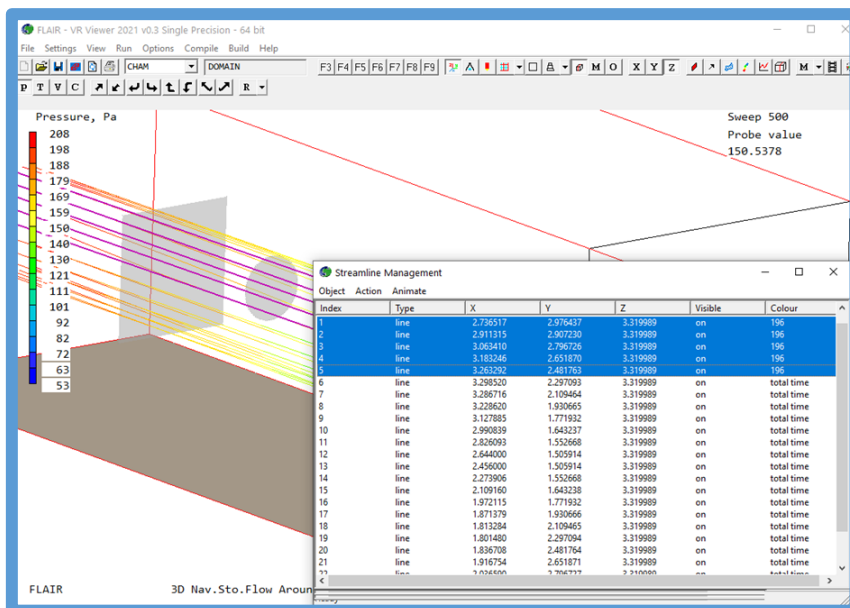 FLAIR - VR Viewer 2021 v0.3 Single Precision - 64 bit
File Settings View Run Options Compile Build Help
CHAM DOMAIN F3 F4 F5 F6 F7 F8 F9 M O X Y Z M
P T V C R
Pressure, Pa
208
198
188
179
169
159
150
140
130
121
111
101
92
82
72
63
53
Sweep 500
Probe value
150.5378
Streamline Management
Object Action Animate
Index Type X Y Z Visible Colour
1 line 2.736517 2.976437 3.319989 on 196
2 line 2.911315 2.907230 3.319989 on 196
3 line 3.063410 2.796726 3.319989 on 196
4 line 3.183246 2.651870 3.319989 on 196
5 line 3.263292 2.481763 3.319989 on 196
6 line 3.298520 2.297093 3.319989 on total time
7 line 3.286716 2.109464 3.319989 on total time
8 line 3.228620 1.930665 3.319989 on total time
9 line 3.127885 1.771932 3.319989 on total time
10 line 2.990839 1.643237 3.319989 on total time
11 line 2.826093 1.552668 3.319989 on total time
12 line 2.644000 1.505914 3.319989 on total time
13 line 2.456000 1.505914 3.319989 on total time
14 line 2.273906 1.552668 3.319989 on total time
15 line 2.109160 1.643238 3.319989 on total time
16 line 1.972115 1.771932 3.319989 on total time
17 line 1.871379 1.930666 3.319989 on total time
18 line 1.813284 2.109465 3.319989 on total time
19 line 1.801480 2.297094 3.319989 on total time
20 line 1.836708 2.481764 3.319989 on total time
21 line 1.916754 2.651871 3.319989 on total time
FLAIR 3D Nav.Sto.Flow Aroun